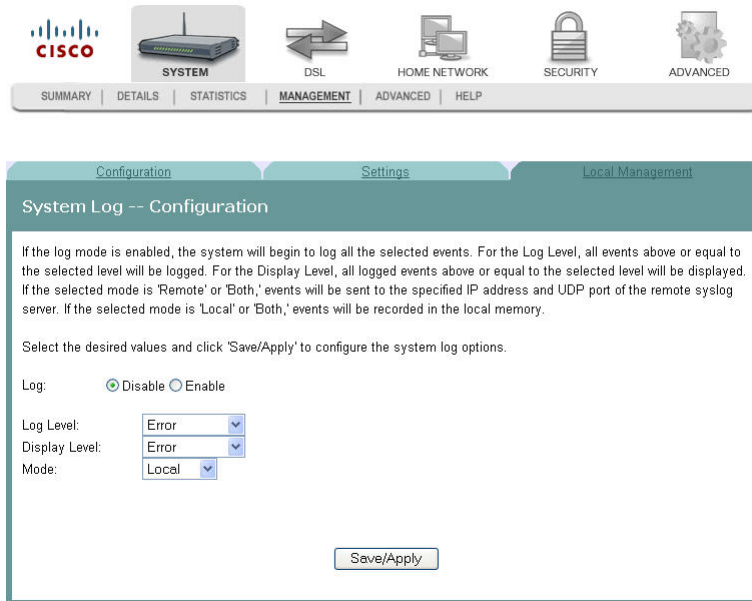 CISCO
SYSTEM DSL HOME NETWORK SECURITY ADVANCED
SUMMARY | DETAILS | STATISTICS | MANAGEMENT | ADVANCED | HELP
Configuration Settings Local Management
System Log -- Configuration
If the log mode is enabled, the system will begin to log all the selected events. For the Log Level, all events above or equal to
the selected level will be logged. For the Display Level, all logged events above or equal to the selected level will be displayed.
If the selected mode is 'Remote' or 'Both,' events will be sent to the specified IP address and UDP port of the remote syslog
server. If the selected mode is 'Local' or 'Both,' events will be recorded in the local memory.
Select the desired values and click 'Save/Apply' to configure the system log options.
Log: Disable Enable
Log Level: Error
Display Level: Error
Mode: Local
Save/Apply